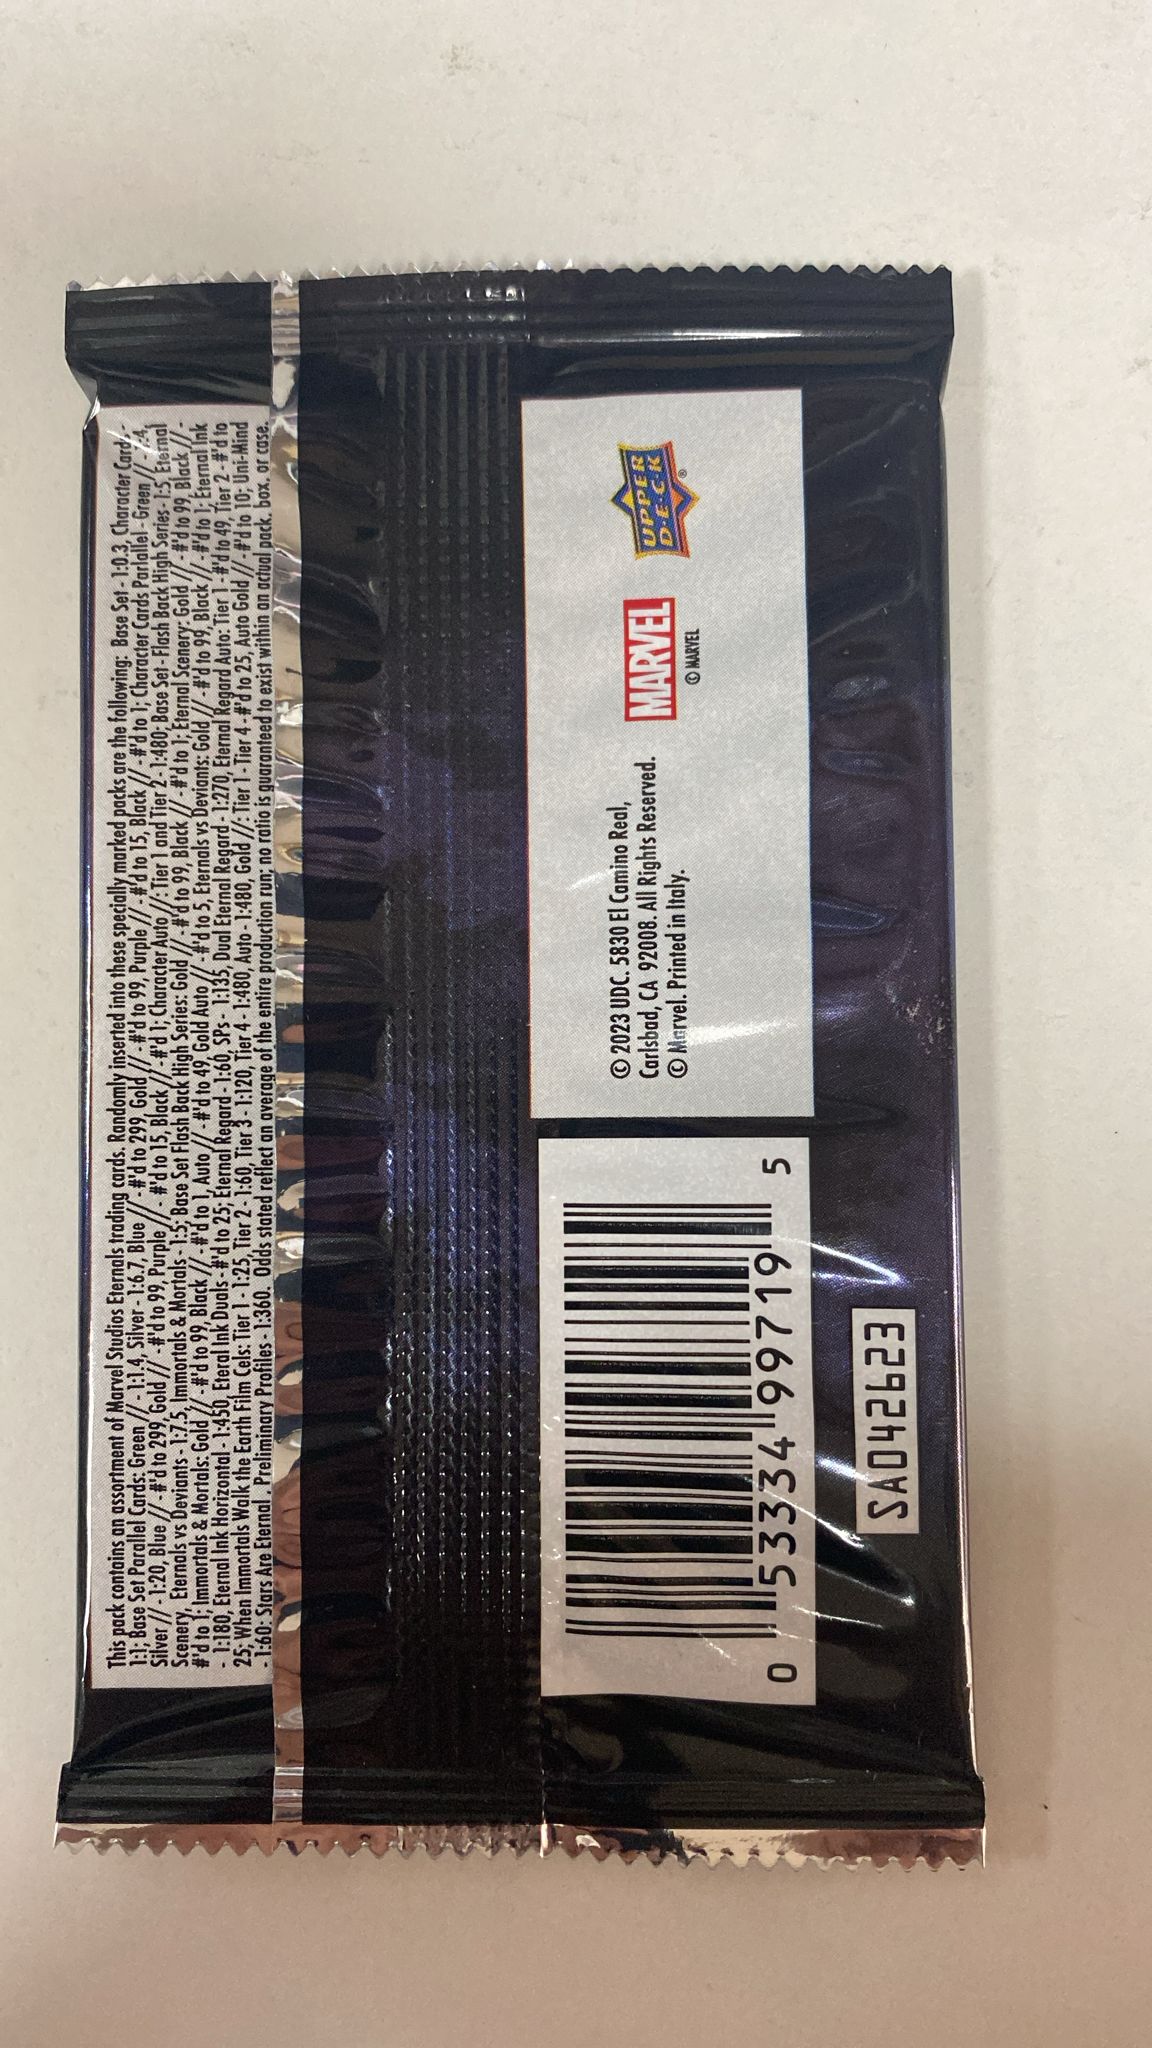 This pack contains an assortment of Marvel Studios Eternals trading cards. Randomly inserted into these specially marked packs are the following: Base Set - 1:0.3, Character Cards -
1:1; Base Set Parallel Cards: Green // - 1:1.4, Silver - 1:6.7, Blue // -#'d to 299, Gold // -#'d to 99, Purple // -#'d to 15, Black // -#'d to 1; Character Cards Parlallel - Green // - 1:4,
Silver // - 1:20, Blue // -#'d to 299, Gold // -#'d to 99, Purple // -#'d to 15, Black // -#'d 1; Character Auto //: Tier 1 and Tier 2 - 1:480; Base Set - Flash Back High Series - 1:5, Eternal
Scenery, Eternals vs Deviants - 1:7.5, Immortals & Mortals - 1:5; Base Set Flash Back High Series: Gold // -#'d to 99, Black // -#'d to 1; Eternal Scenery: Gold // -#'d to 99, Black // -
#'d to 1; Immortals & Mortals: Gold // -#'d to 99, Black // -#'d to 1, Auto // -#'d to 49, Gold Auto // -#'d to 5, Eternals vs Deviants: Gold // -#'d to 99, Black // -#'d to 1; Eternal Ink
- 1:180, Eternal Ink Horizontal - 1:450, Eteral Ink Duals -#'d to 25; Eternal Regard - 1:60, SPs - 1:135, Dual Eternal Regard - 1:270, Eternal Regard Auto: Tier 1 -#'d to 49, Tier 2 -#'d to
25; When Immortals Walk the Earth Film Cels: Tier 1 - 1:25, Tier 2 - 1:60, Tier 3 - 1:120, Tier 4 - 1:480, Auto - 1:480, Gold //: Tier 1 - Tier 4 -#'d to 25, Auto Gold // -#'d to 10; Uni-Mind
- 1:60; Stars Are Eternal, Preliminary Profiles - 1:360. Odds stated reflect an average of the entire production run; no ratio is guaranteed to exist within an actual pack, box, or case.
© 2023 UDC. 5830 El Camino Real,
Carlsbad, CA 92008. All Rights Reserved.
© Marvel. Printed in Italy.
MARVEL
© MARVEL
UPPER
DECK®
0 53334 99719 5
SA042623